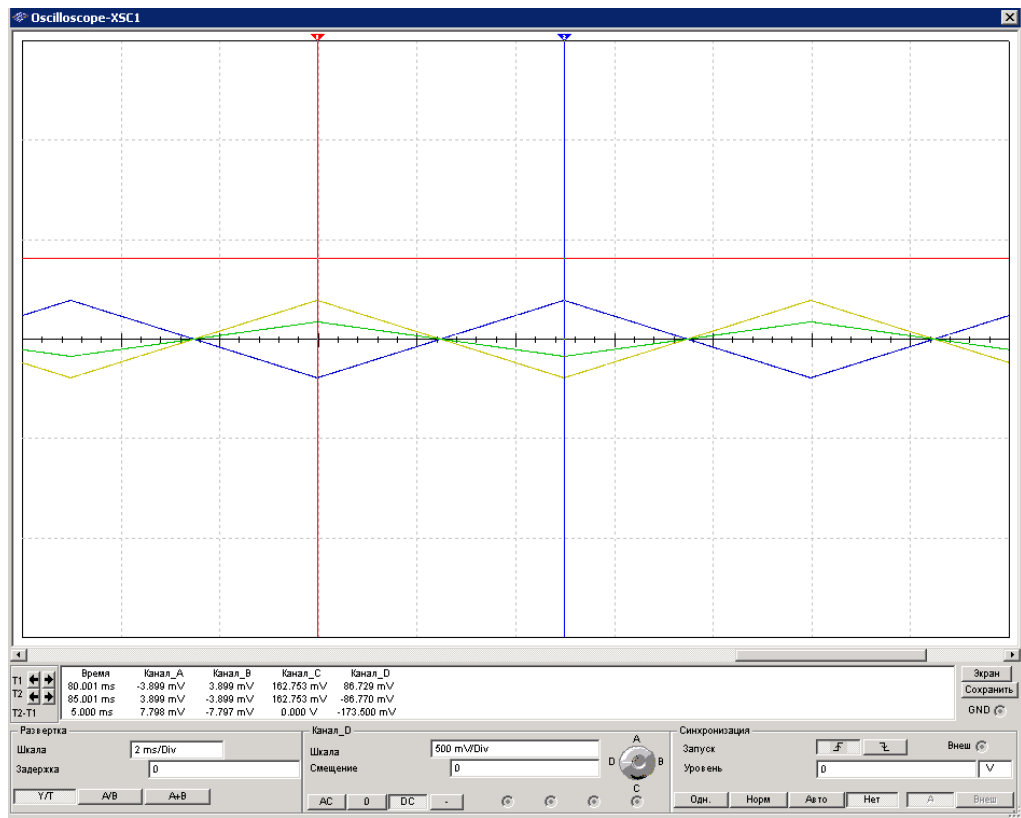 Oscilloscope-XSC1
1 2
T1 Время Канал_A Канал_B Канал_C Канал_D
80.001 ms -3.899 mV 3.899 mV 162.753 mV 86.729 mV
T2 85.001 ms 3.899 mV -3.899 mV 162.753 mV -86.770 mV
T2-T1 5.000 ms 7.798 mV -7.797 mV 0.000 V -173.500 mV
Экран
Сохранить
GND
Развертка
Шкала 2 ms/Div
Задержка 0
Y/T A/B A+B
Канал_D
Шкала 500 mV/Div
Смещение 0
A
D B
C
AC 0 DC -
Синхронизация
Запуск Внеш
Уровень 0 V
Одн. Норм Авто Нет A Внеш